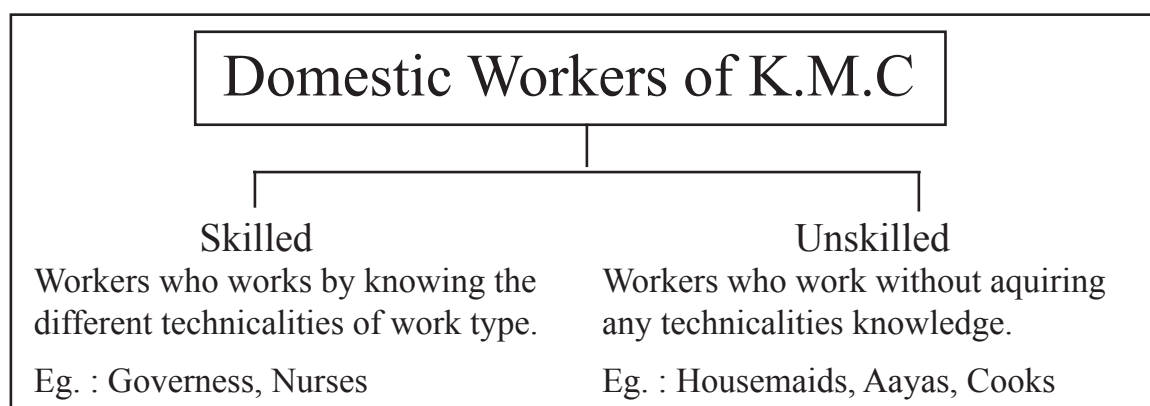 Domestic Workers of K.M.C
Skilled
Workers who works by knowing the
different technicalities of work type.
Eg. : Governess, Nurses
Unskilled
Workers who work without aquiring
any technicalities knowledge.
Eg. : Housemaids, Aayas, Cooks